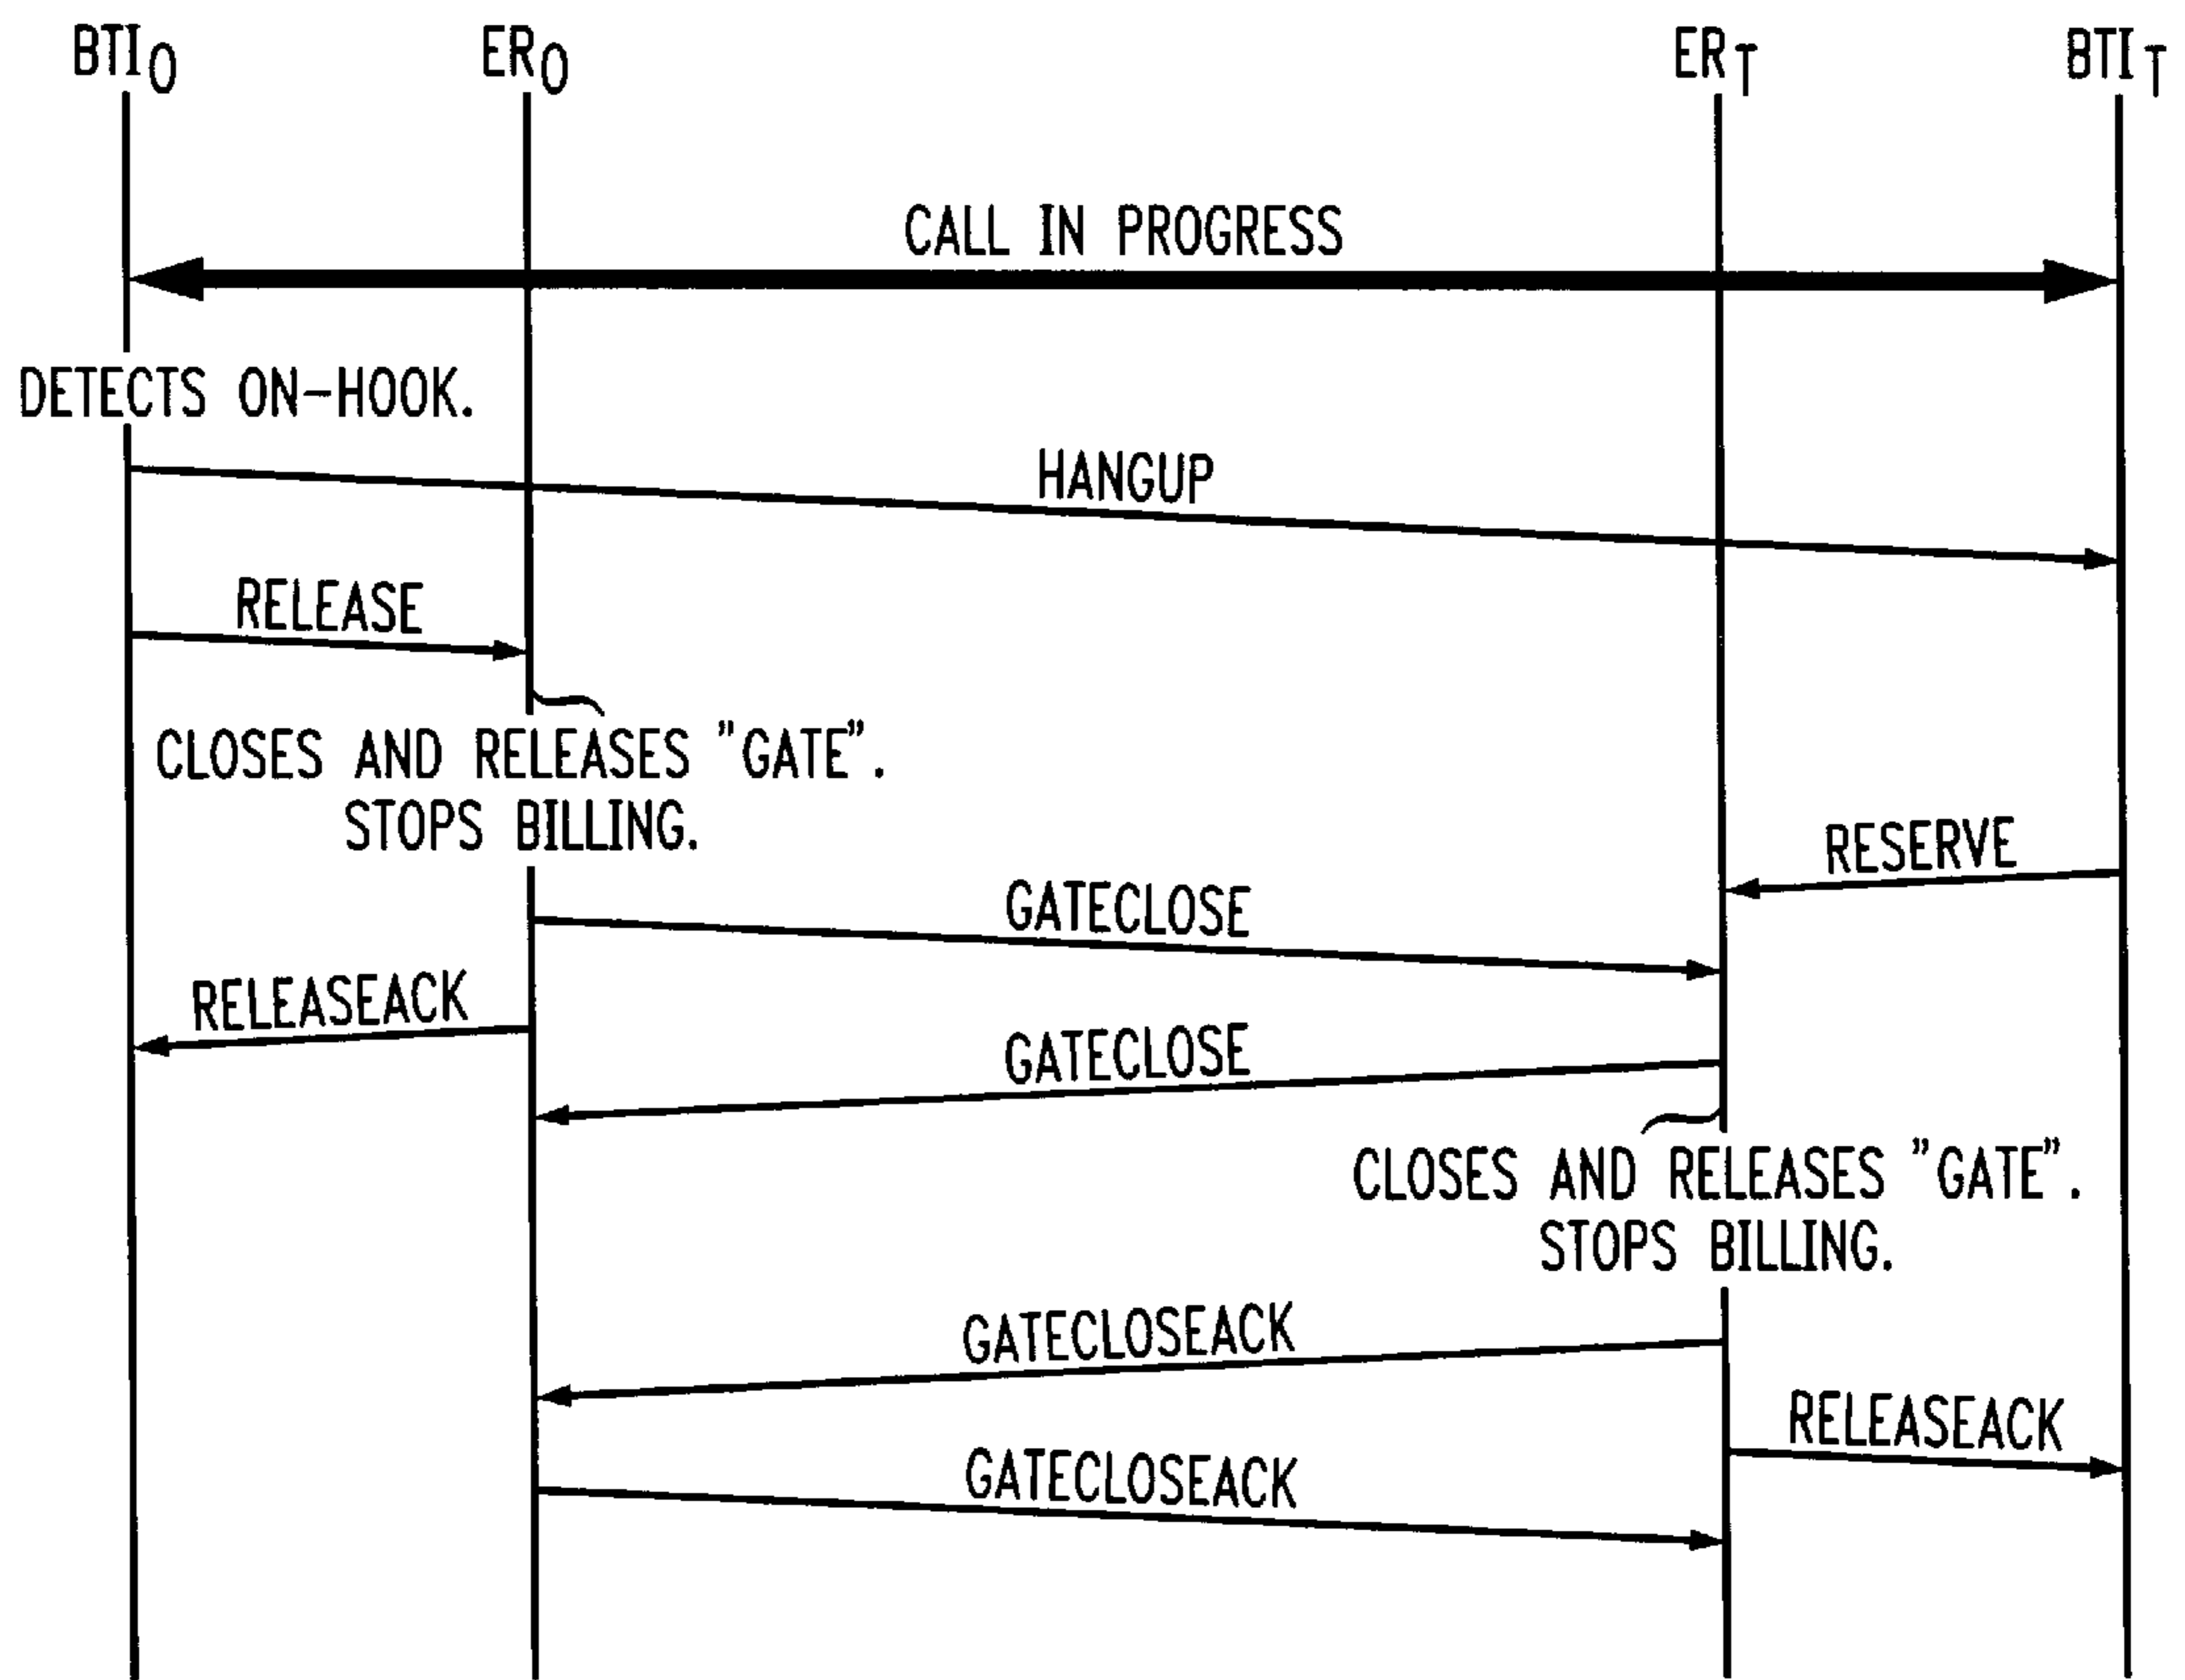 BTIO
ERO
ERT
BTIT
CALL IN PROGRESS
DETECTS ON-HOOK.
HANGUP
RELEASE
CLOSES AND RELEASES "GATE".
STOPS BILLING.
RESERVE
GATECLOSE
RELEASEACK
GATECLOSE
CLOSES AND RELEASES "GATE".
STOPS BILLING.
GATECLOSEACK
RELEASEACK
GATECLOSEACK